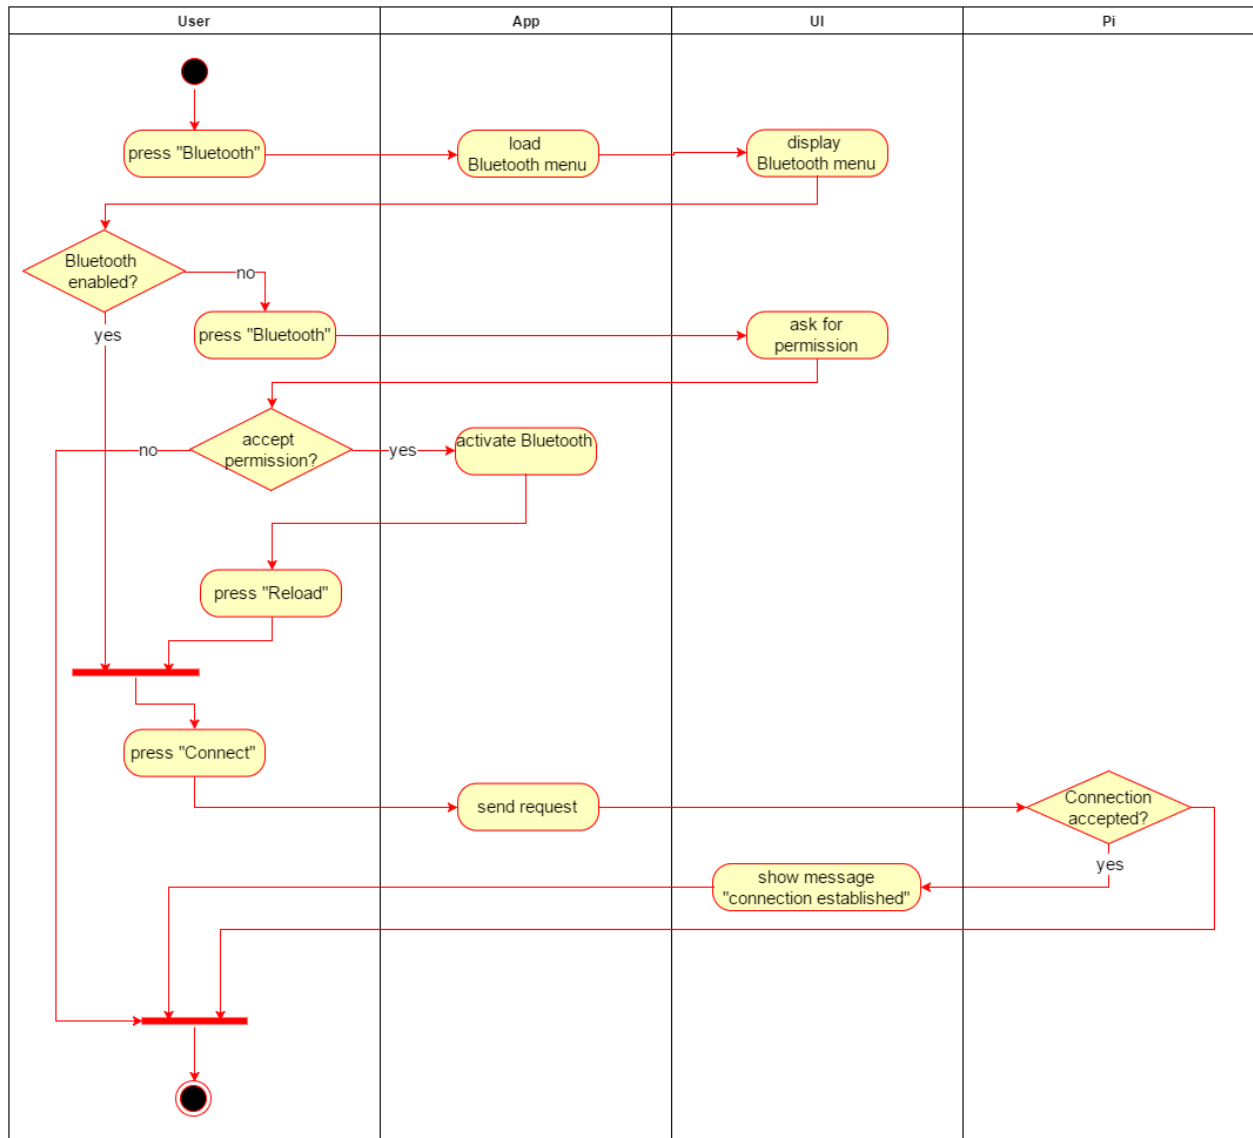 User
App
UI
Pi
press "Bluetooth"
load
Bluetooth menu
display
Bluetooth menu
Bluetooth
enabled?
no
yes
press "Bluetooth"
ask for
permission
accept
permission?
no
yes
activate Bluetooth
press "Reload"
press "Connect"
send request
Connection
accepted?
yes
show message
"connection established"